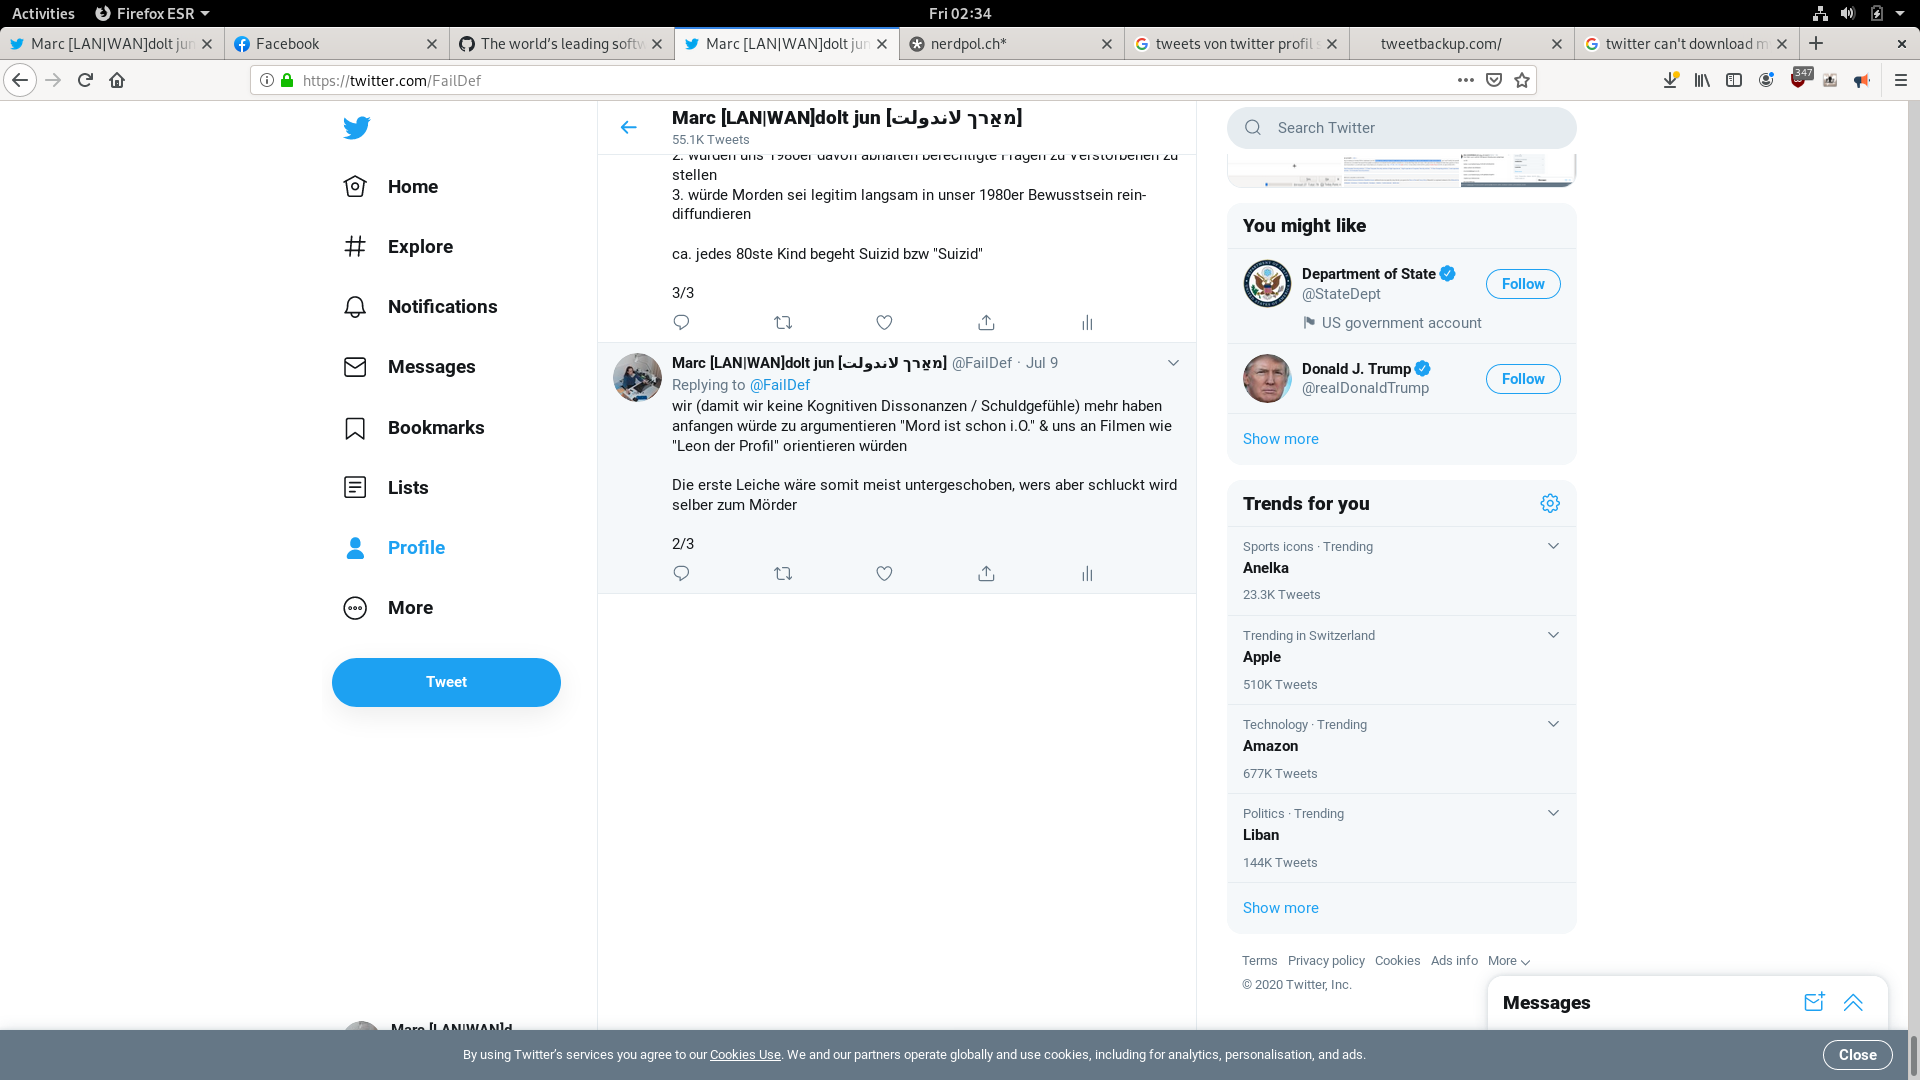 Activities
Firefox ESR
Fri 02:34
Marc [LAN|WAN]dolt jun
Facebook
The world's leading softw
Marc [LAN|WAN]dolt jun
nerdpol.ch*
tweets von twitter profil s
tweetbackup.com/
twitter can't download m
https://twitter.com/FailDef
347
Home
Explore
Notifications
Messages
Bookmarks
Lists
Profile
More
Tweet
Marc [LAN|WAN]d
Marc [LAN|WAN]dolt jun [מאַרך לאנדולת]
55.1K Tweets
2. würden uns 1980er davon abhalten berechtigte Fragen zu Verstorbenen zu
stellen
3. würde Morden sei legitim langsam in unser 1980er Bewusstsein rein-
diffundieren
ca. jedes 80ste Kind begeht Suizid bzw "Suizid"
3/3
Marc [LAN|WAN]dolt jun [מאַרך לאנדולת] @FailDef · Jul 9
Replying to @FailDef
wir (damit wir keine Kognitiven Dissonanzen / Schuldgefühle) mehr haben
anfangen würde zu argumentieren "Mord ist schon i.O." & uns an Filmen wie
"Leon der Profil" orientieren würden
Die erste Leiche wäre somit meist untergeschoben, wers aber schluckt wird
selber zum Mörder
2/3
Search Twitter
You might like
Department of State
@StateDept
Follow
US government account
Donald J. Trump
@realDonaldTrump
Follow
Show more
Trends for you
Sports icons · Trending
Anelka
23.3K Tweets
Trending in Switzerland
Apple
510K Tweets
Technology · Trending
Amazon
677K Tweets
Politics · Trending
Liban
144K Tweets
Show more
Terms Privacy policy Cookies Ads info More
© 2020 Twitter, Inc.
Messages
By using Twitter's services you agree to our Cookies Use. We and our partners operate globally and use cookies, including for analytics, personalisation, and ads.
Close